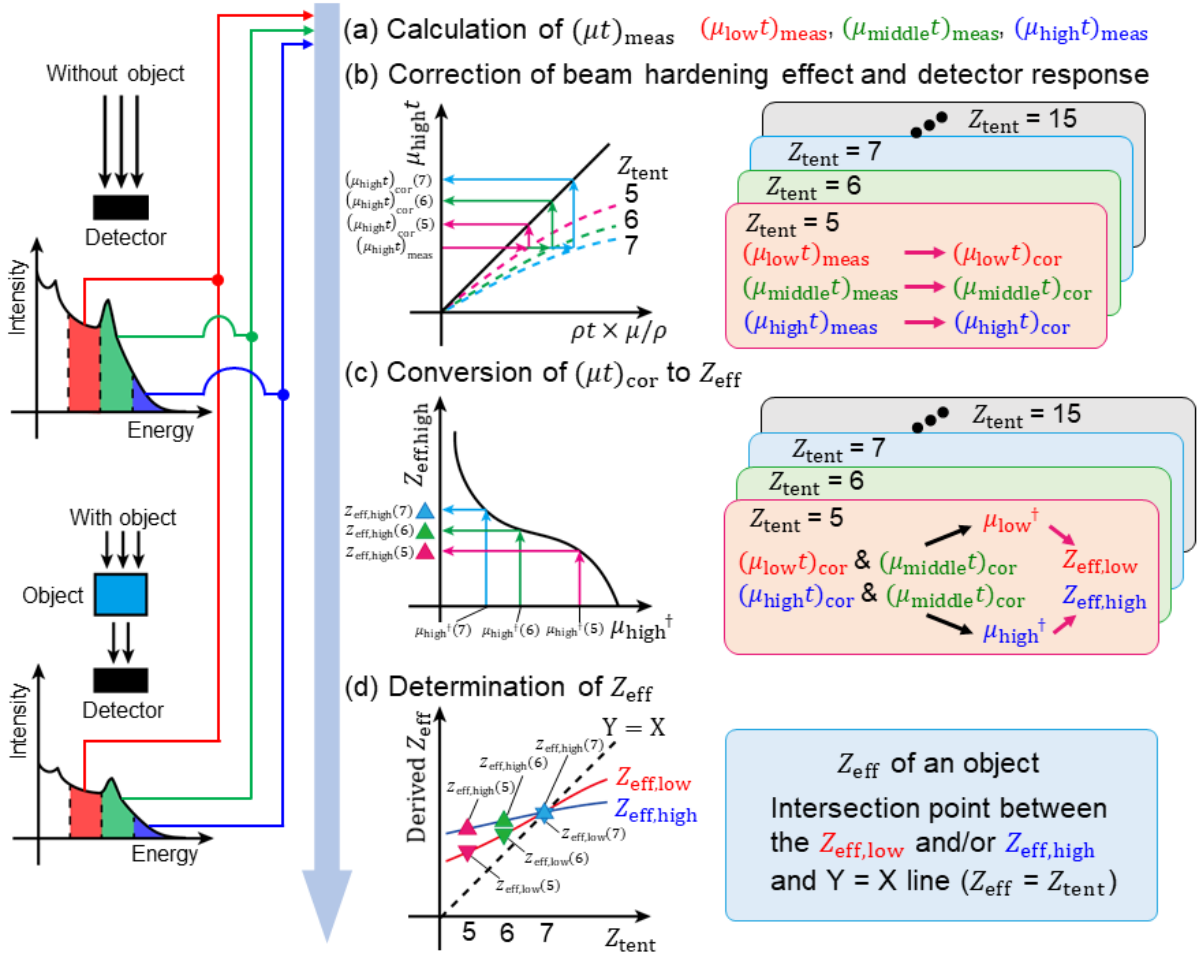 (a) Calculation of (μt)meas (μlowt)meas, (μmiddlet)meas, (μhight)meas
Without object
Detector
Intensity
Energy
With object
Object
Detector
Intensity
Energy
(b) Correction of beam hardening effect and detector response
μhight
(μhight)cor(7)
(μhight)cor(6)
(μhight)cor(5)
(μhight)meas
Ztent
5
6
7
ρt × μ/ρ
Ztent = 15
Ztent = 7
Ztent = 6
Ztent = 5
(μlowt)meas (μlowt)cor
(μmiddlet)meas (μmiddlet)cor
(μhight)meas (μhight)cor
(c) Conversion of (μt)cor to Zeff
Zeff,high
Zeff,high(7)
Zeff,high(6)
Zeff,high(5)
μhigh†(7) μhigh†(6) μhigh†(5) μhigh†
Ztent = 15
Ztent = 7
Ztent = 6
Ztent = 5
μlow†
(μlowt)cor & (μmiddlet)cor Zeff,low
(μhight)cor & (μmiddlet)cor Zeff,high
μhigh†
(d) Determination of Zeff
Derived Zeff
Y = X
Zeff,high(7)
Zeff,high(6)
Zeff,high(5)
Zeff,low
Zeff,high
Zeff,low(7)
Zeff,low(6)
Zeff,low(5)
5 6 7 Ztent
Zeff of an object
Intersection point between
the Zeff,low and/or Zeff,high
and Y = X line (Zeff = Ztent)